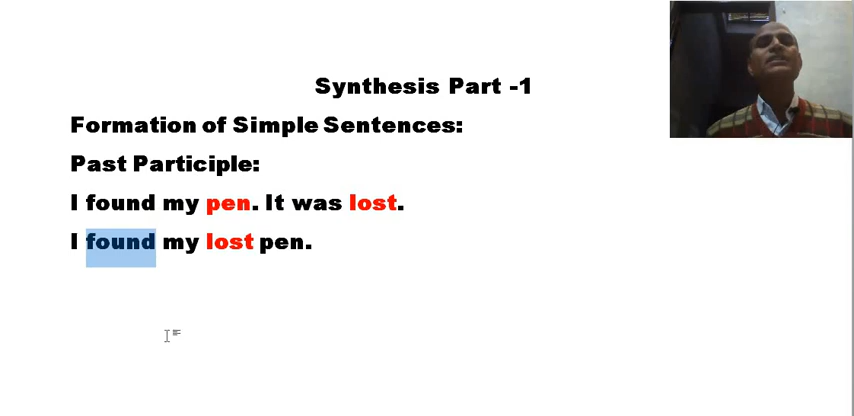 Synthesis Part -1
Formation of Simple Sentences:
Past Participle:
I found my pen. It was lost.
I found my lost pen.